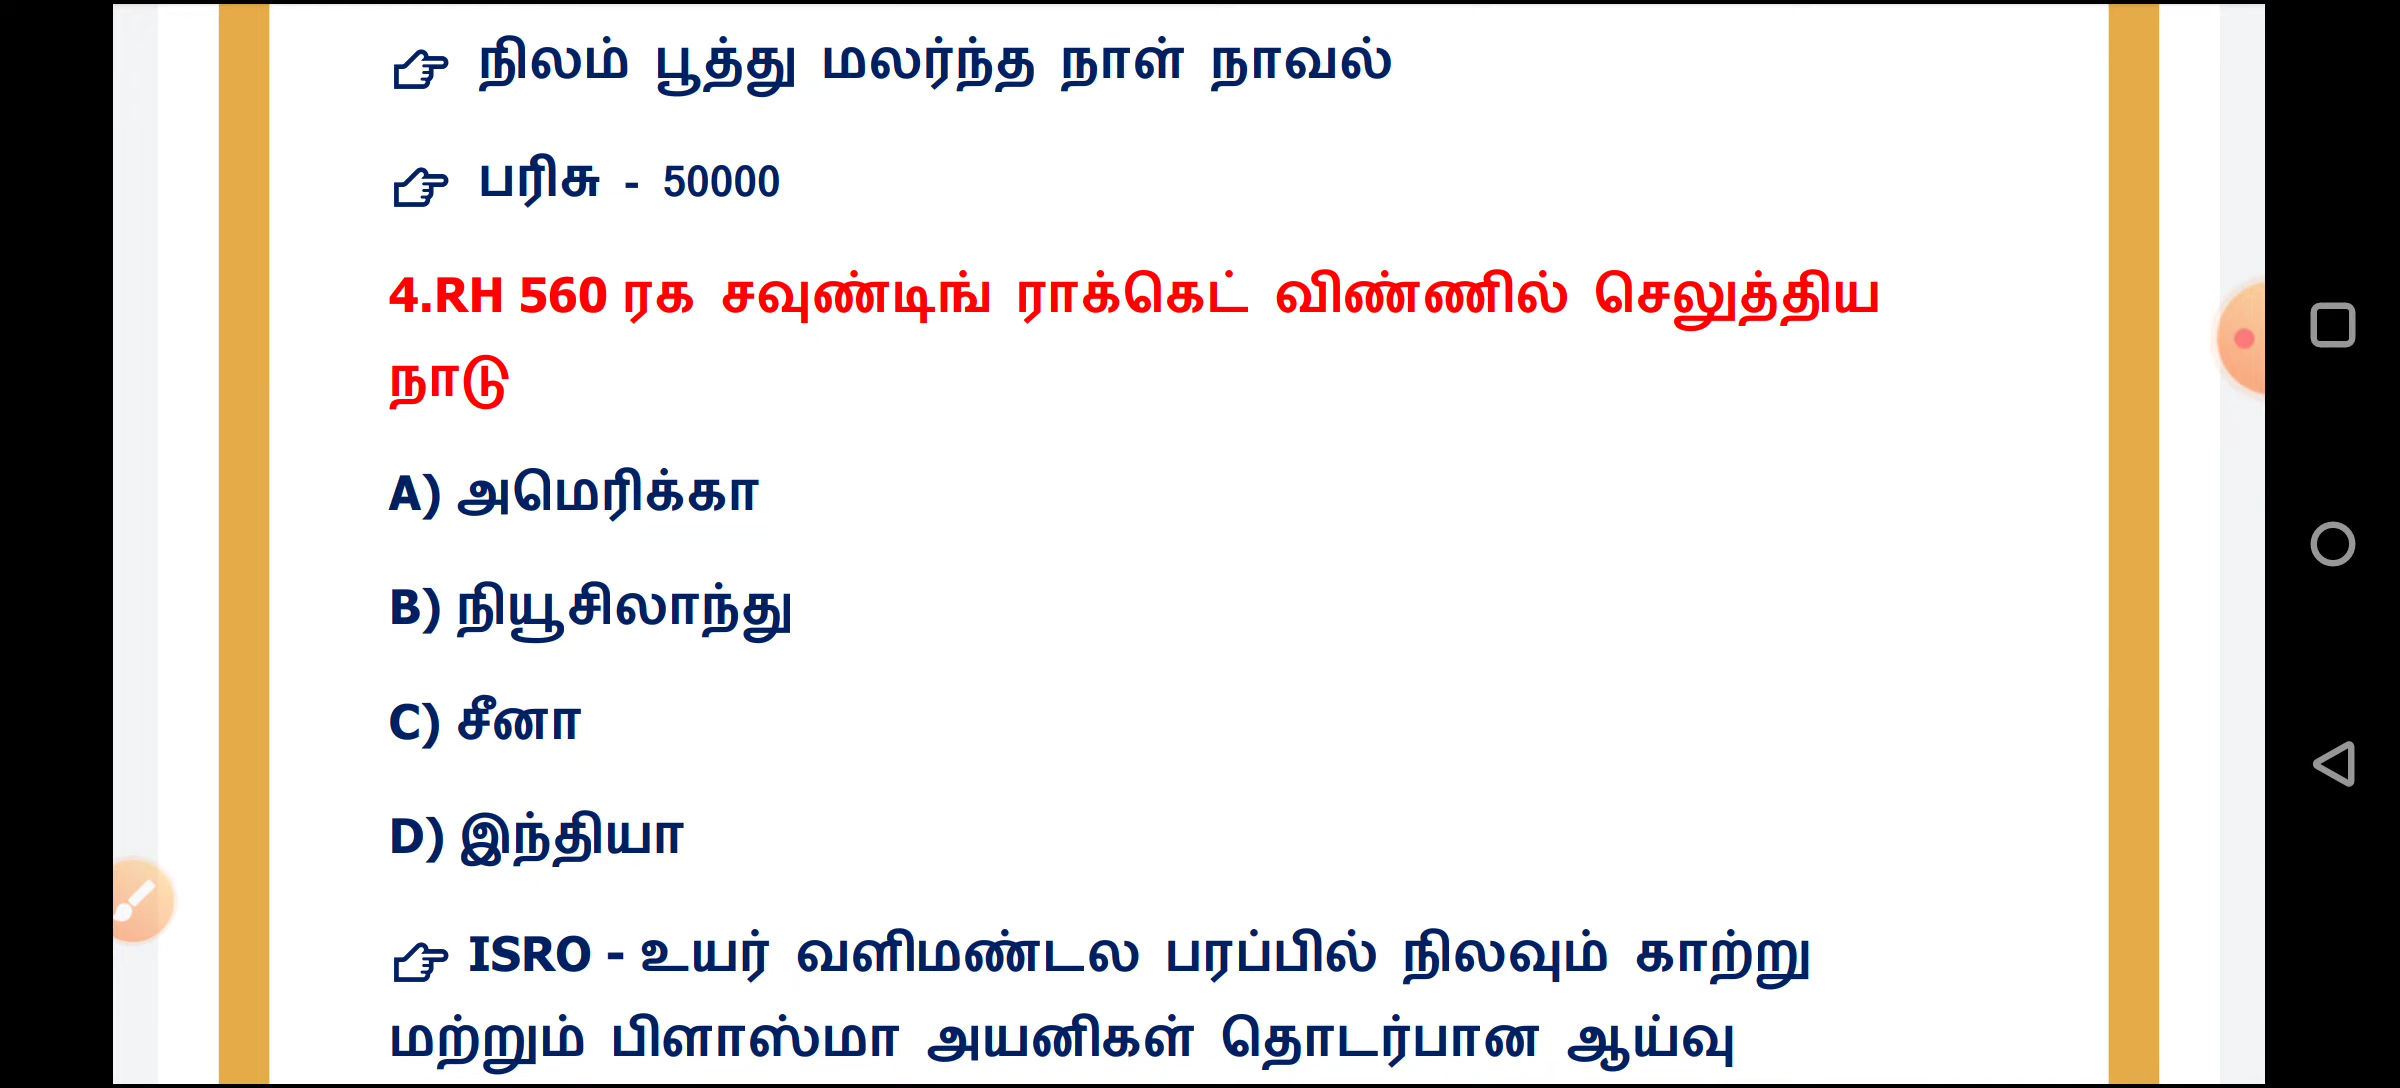 ☞ நிலம் பூத்து மலர்ந்த நாள் நாவல்
☞ பரிசு - 50000
4.RH 560 ரக சவுண்டிங் ராக்கெட் விண்ணில் செலுத்திய
நாடு
A) அமெரிக்கா
B) நியூசிலாந்து
C) சீனா
D) இந்தியா
☞ ISRO - உயர் வளிமண்டல பரப்பில் நிலவும் காற்று
மற்றும் பிளாஸ்மா அயனிகள் தொடர்பான ஆய்வு